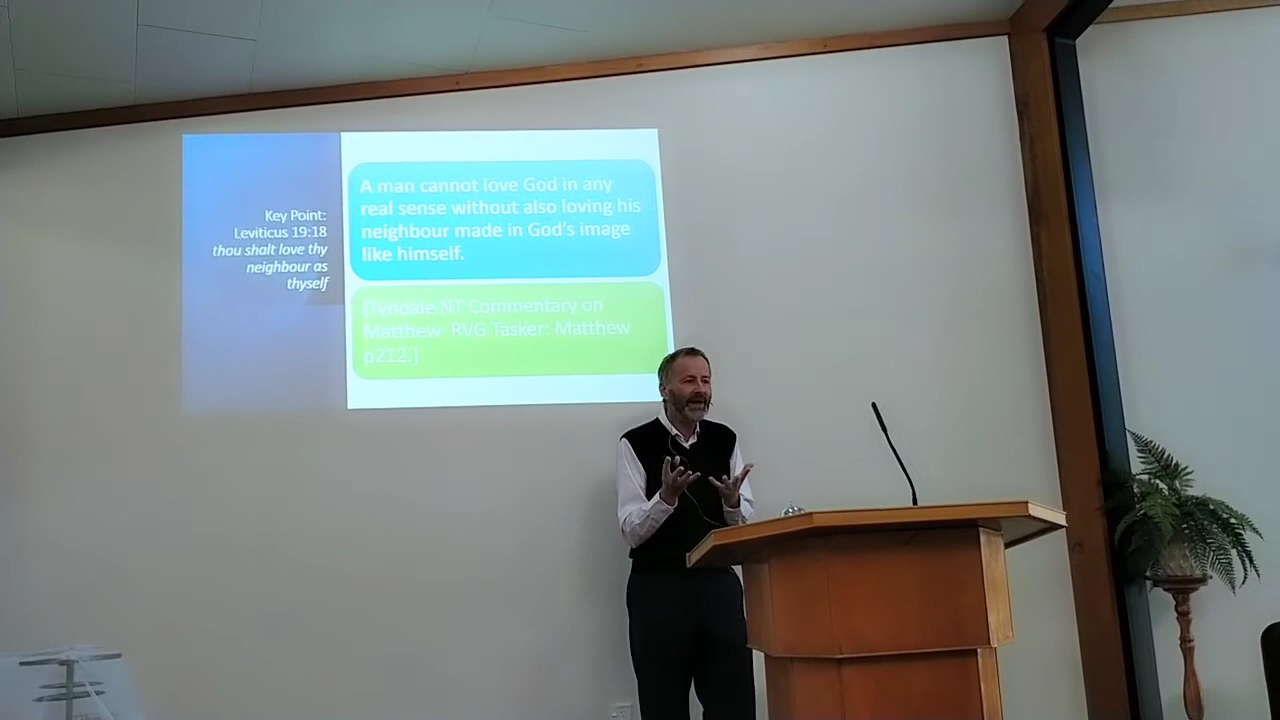 Key Point:
Leviticus 19:18
thou shalt love thy
neighbour as
thyself
A man cannot love God in any
real sense without also loving his
neighbour made in God's image
like himself.
[Tyndale NT Commentary on
Matthew RVG Tasker: Matthew
p212.]